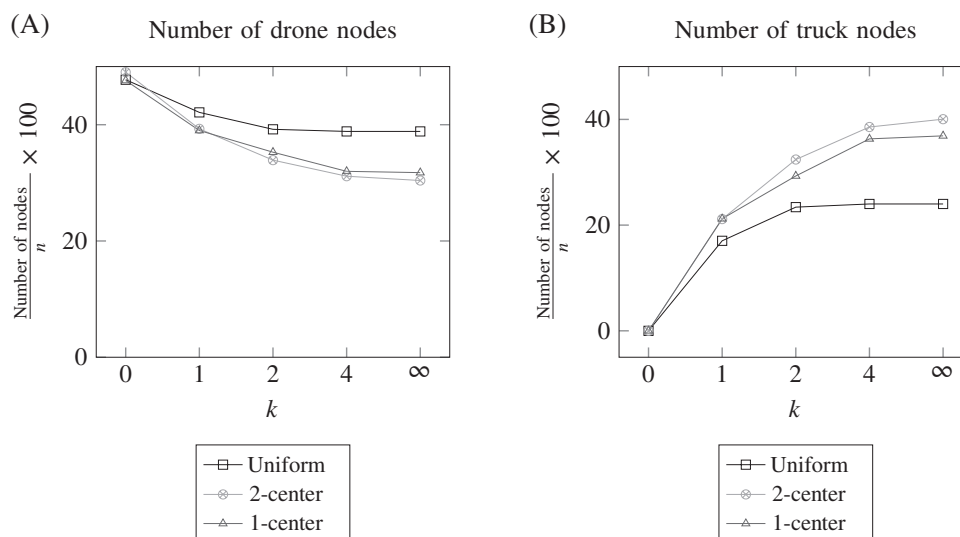 (A)
Number of drone nodes
Number of nodes
n
× 100
40
20
0
0 1 2 4 ∞
k
Uniform
2-center
1-center
(B)
Number of truck nodes
Number of nodes
n
× 100
40
20
0
0 1 2 4 ∞
k
Uniform
2-center
1-center